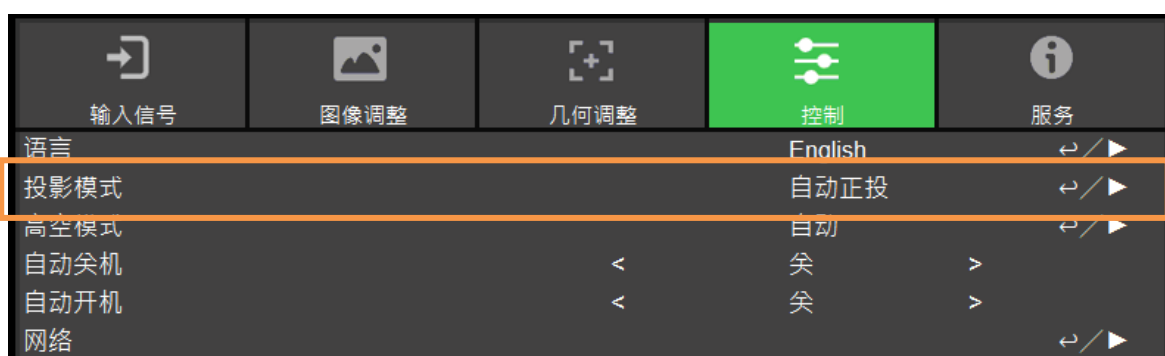 输入信号 图像调整 几何调整 控制 服务
语言 English ↩/▶
投影模式 自动正投 ↩/▶
高空模式 自动 ↩/▶
自动关机 < 关 >
自动开机 < 关 >
网络 ↩/▶